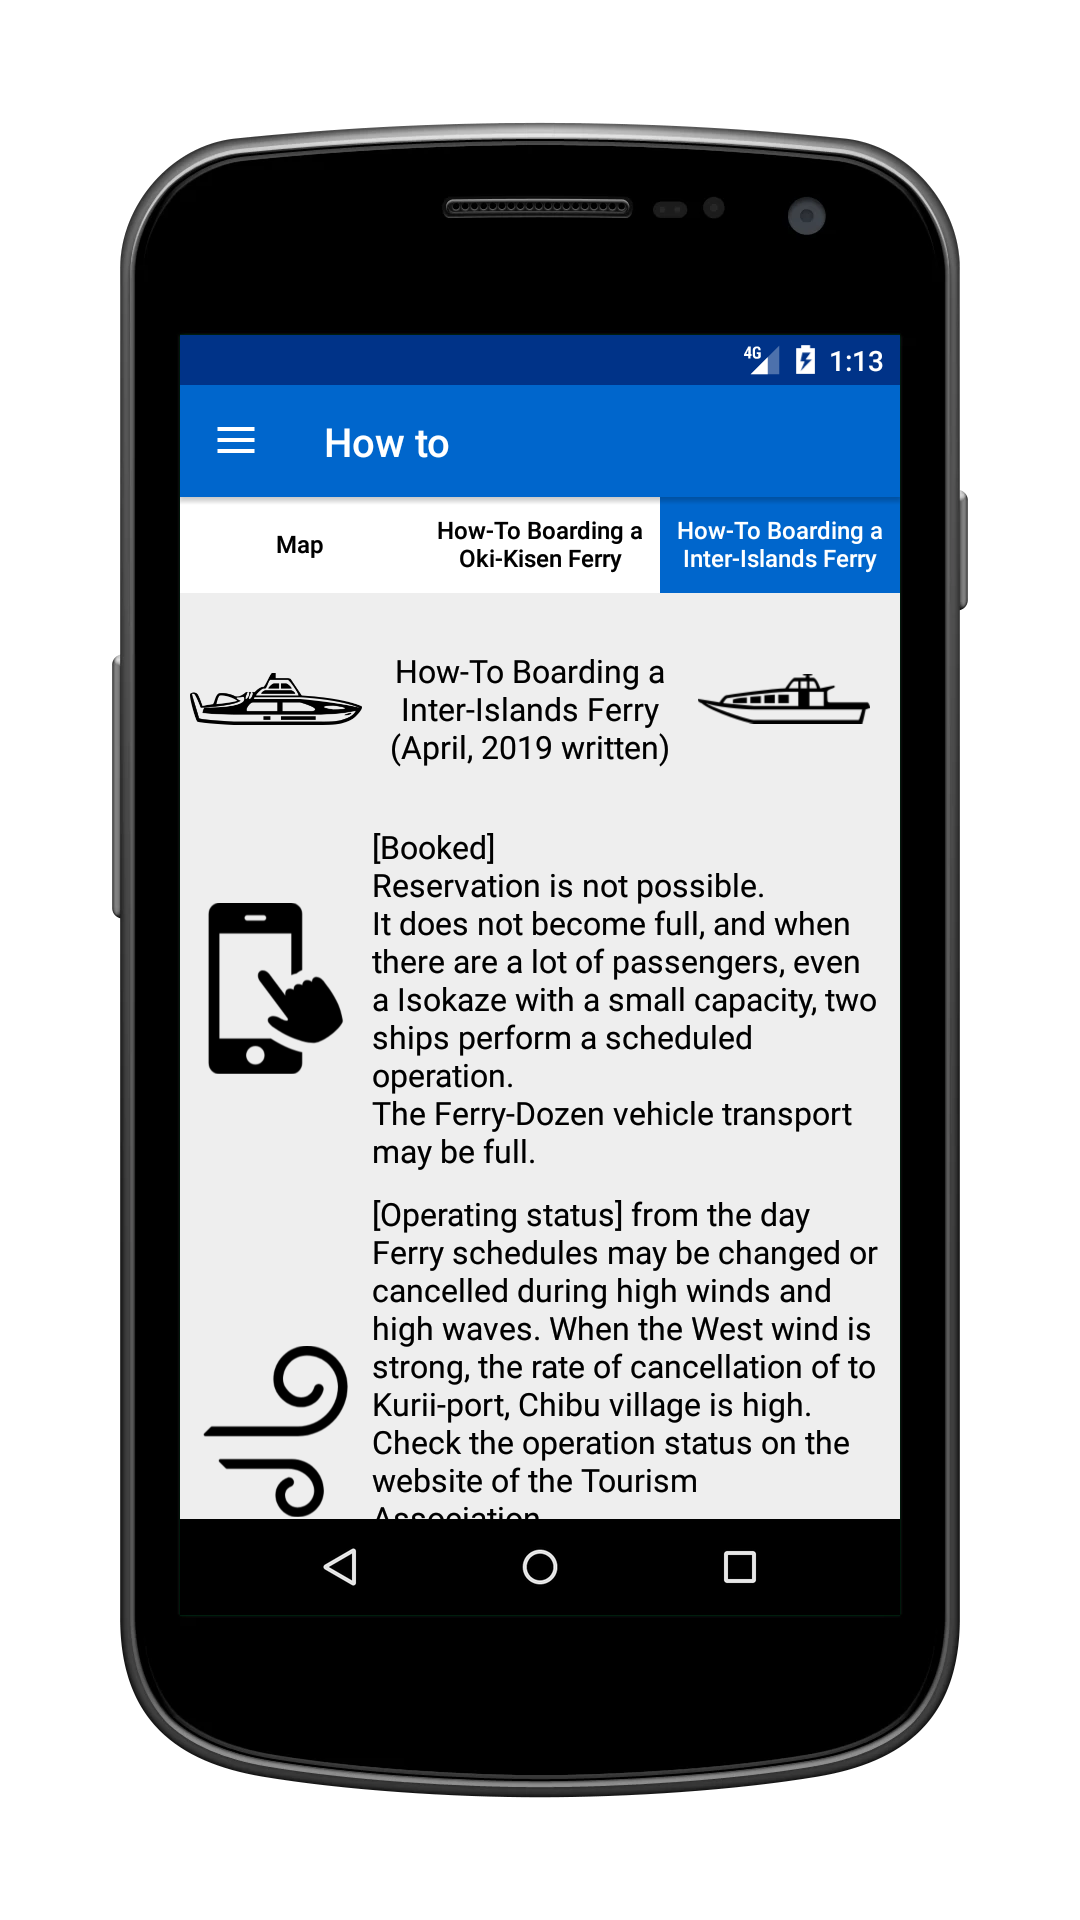 4G 1:13
How to
Map
How-To Boarding a
Oki-Kisen Ferry
How-To Boarding a
Inter-Islands Ferry
How-To Boarding a
Inter-Islands Ferry
(April, 2019 written)
[Booked]
Reservation is not possible.
It does not become full, and when
there are a lot of passengers, even
a Isokaze with a small capacity, two
ships perform a scheduled
operation.
The Ferry-Dozen vehicle transport
may be full.
[Operating status] from the day
Ferry schedules may be changed or
cancelled during high winds and
high waves. When the West wind is
strong, the rate of cancellation of to
Kurii-port, Chibu village is high.
Check the operation status on the
website of the Tourism
Association